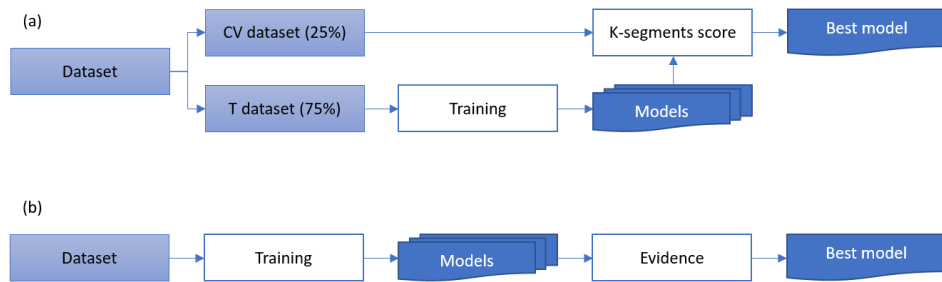 (a)
CV dataset (25%)
K-segments score
Best model
Dataset
T dataset (75%)
Training
Models
(b)
Dataset
Training
Models
Evidence
Best model